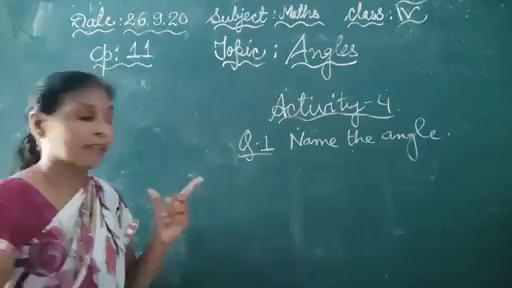 Date: 26.9.20 Subject: Maths Class: IV
Cp: 11 Topic: Angles
Activity-4
Q.1 Name the angle.